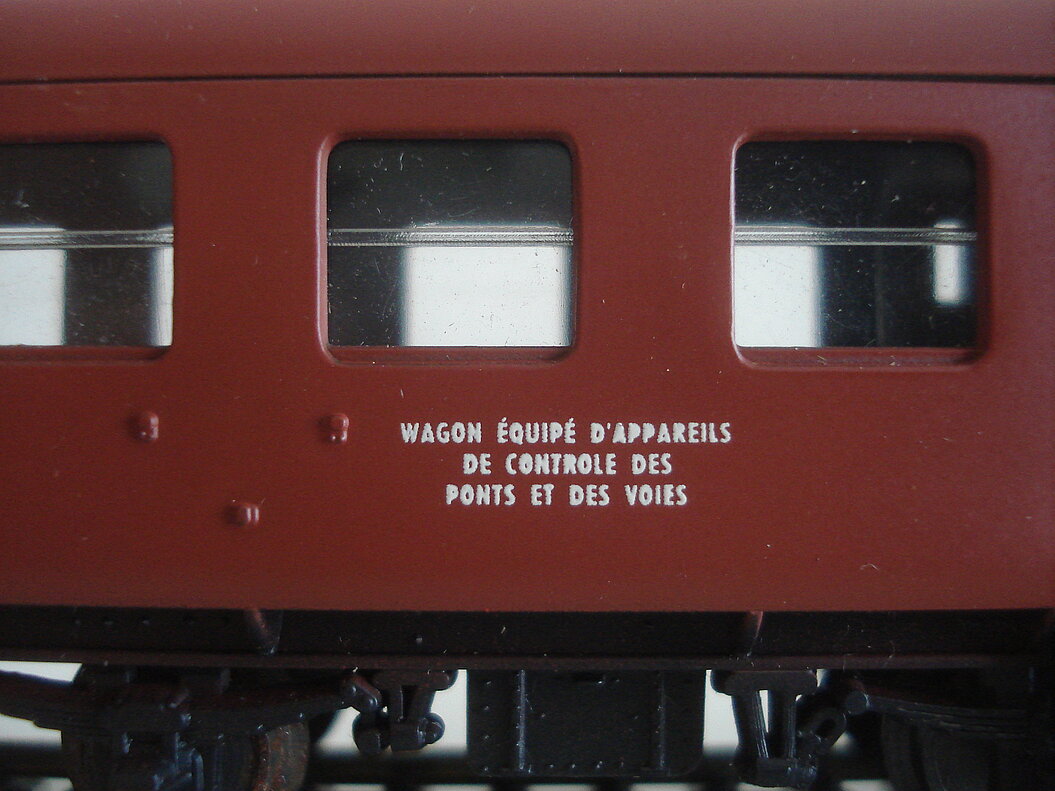 WAGON ÉQUIPÉ D'APPAREILS
DE CONTROLE DES
PONTS ET DES VOIES